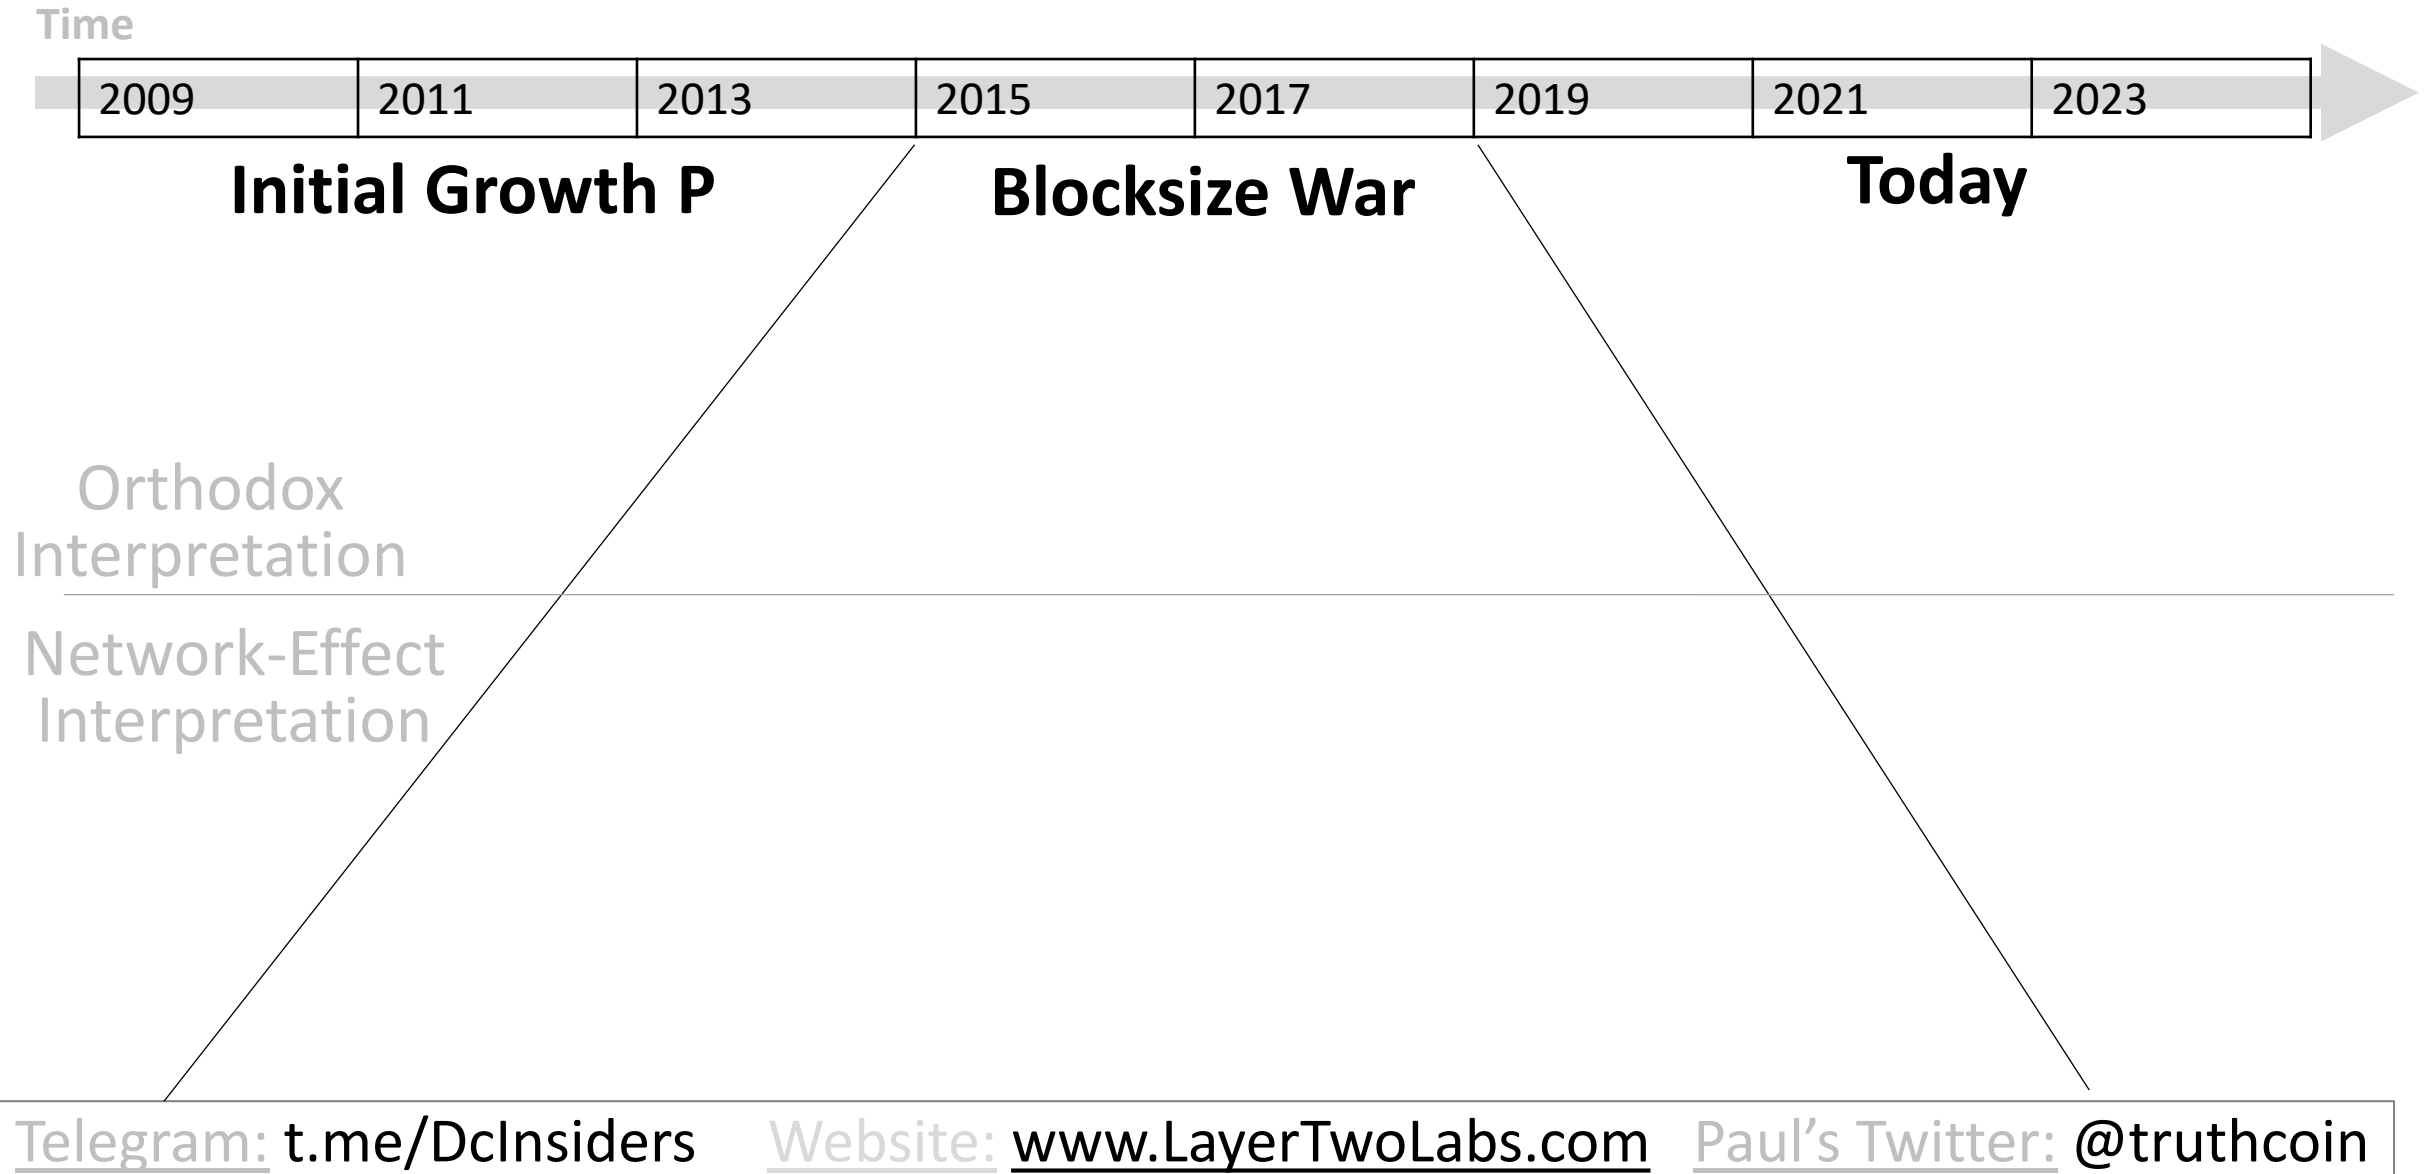 Time
2009 2011 2013 2015 2017 2019 2021 2023
Initial Growth P Blocksize War Today
Orthodox
Interpretation
Network-Effect
Interpretation
Telegram: t.me/DcInsiders Website: www.LayerTwoLabs.com Paul’s Twitter: @truthcoin